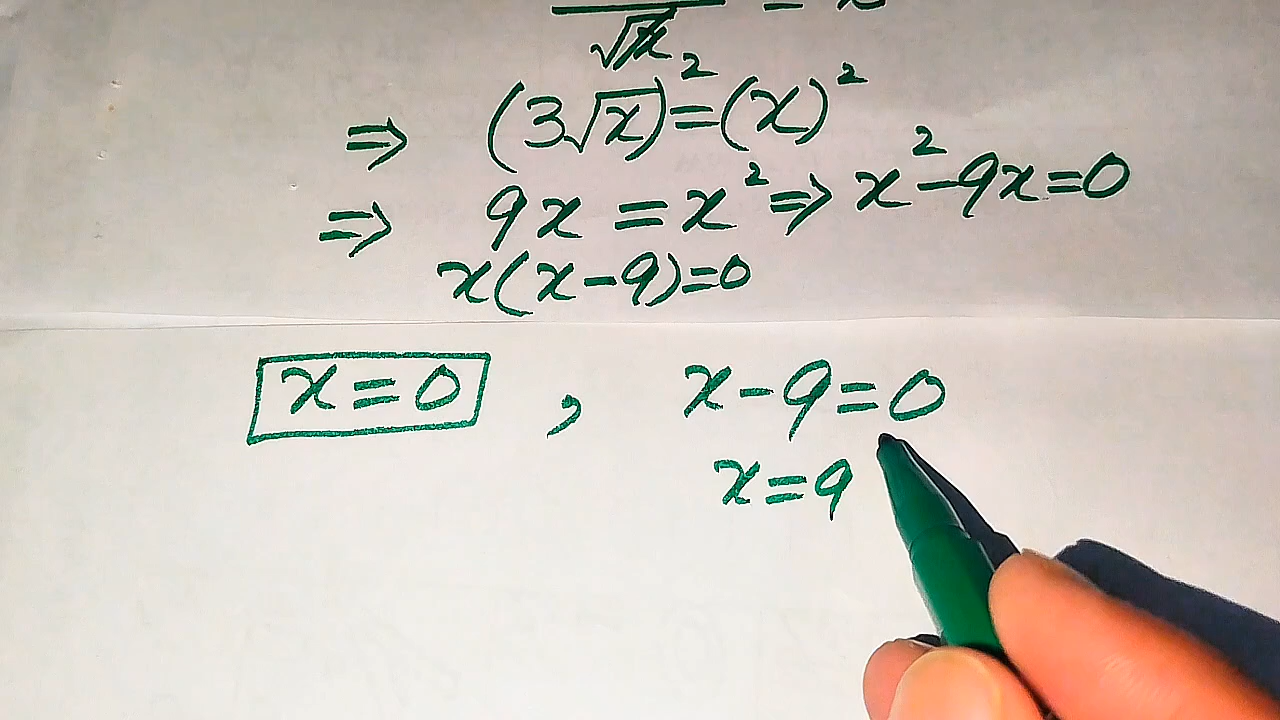 √x
⇒ (3√x)² = (x)²
⇒ 9x = x² ⇒ x² - 9x = 0
x(x-9)=0
x=0 , x-9=0
x=9